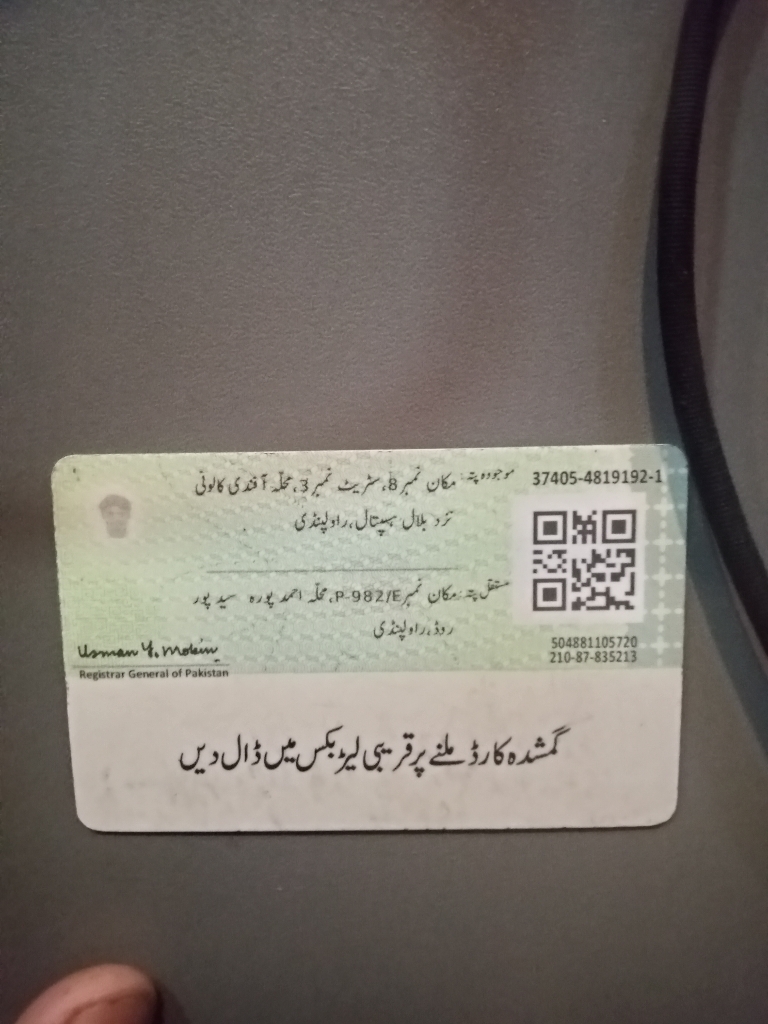 موجودہ پتہ: مکان نمبر 8، سٹریٹ نمبر 3، محلہ آفندی کالونی
نزد بلال ہسپتال، راولپنڈی
37405-4819192-1
مستقل پتہ: مکان نمبر P-982/E، محلہ احمد پورہ سید پور
روڈ، راولپنڈی
504881105720
210-87-835213
Usman Y. Mobin
Registrar General of Pakistan
گمشدہ کارڈ ملنے پر قریبی لیٹر بکس میں ڈال دیں